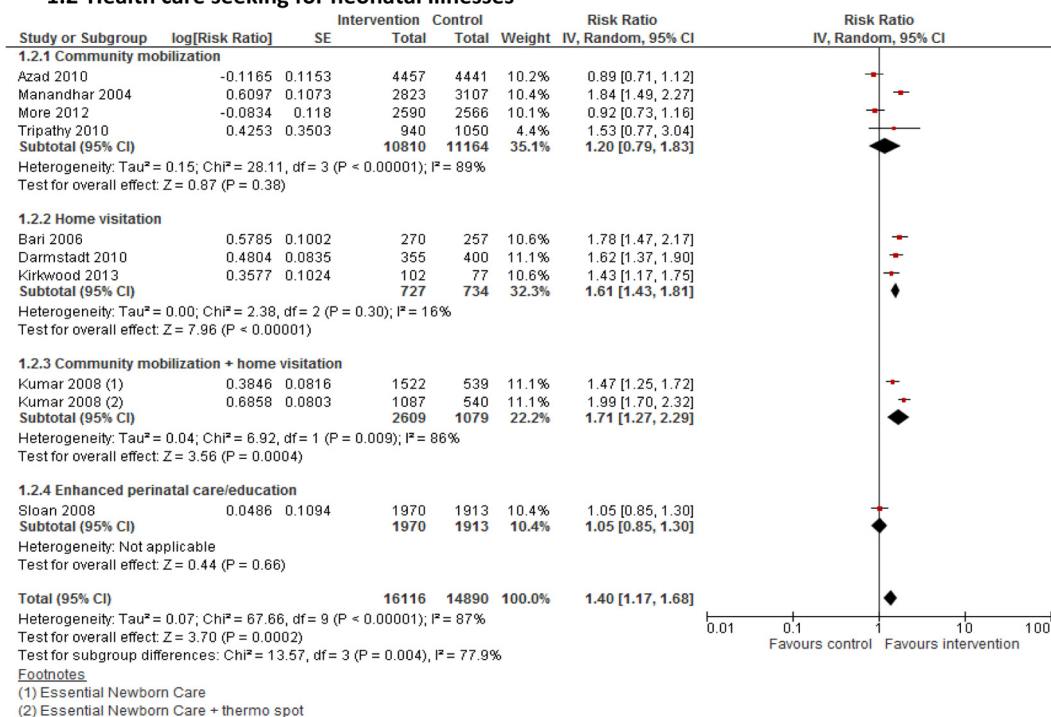 1.2 Health care seeking for neonatal illnesses
Intervention Control Risk Ratio Risk Ratio
Study or Subgroup log[Risk Ratio] SE Total Total Weight IV, Random, 95% CI IV, Random, 95% CI
1.2.1 Community mobilization
Azad 2010 -0.1165 0.1153 4457 4441 10.2% 0.89 [0.71, 1.12]
Manandhar 2004 0.6097 0.1073 2823 3107 10.4% 1.84 [1.49, 2.27]
More 2012 -0.0834 0.118 2590 2566 10.1% 0.92 [0.73, 1.16]
Tripathy 2010 0.4253 0.3503 940 1050 4.4% 1.53 [0.77, 3.04]
Subtotal (95% CI) 10810 11164 35.1% 1.20 [0.79, 1.83]
Heterogeneity: Tau² = 0.15; Chi² = 28.11, df = 3 (P < 0.00001); I² = 89%
Test for overall effect: Z = 0.87 (P = 0.38)
1.2.2 Home visitation
Bari 2006 0.5785 0.1002 270 257 10.6% 1.78 [1.47, 2.17]
Darmstadt 2010 0.4804 0.0835 355 400 11.1% 1.62 [1.37, 1.90]
Kirkwood 2013 0.3577 0.1024 102 77 10.6% 1.43 [1.17, 1.75]
Subtotal (95% CI) 727 734 32.3% 1.61 [1.43, 1.81]
Heterogeneity: Tau² = 0.00; Chi² = 2.38, df = 2 (P = 0.30); I² = 16%
Test for overall effect: Z = 7.96 (P < 0.00001)
1.2.3 Community mobilization + home visitation
Kumar 2008 (1) 0.3846 0.0816 1522 539 11.1% 1.47 [1.25, 1.72]
Kumar 2008 (2) 0.6858 0.0803 1087 540 11.1% 1.99 [1.70, 2.32]
Subtotal (95% CI) 2609 1079 22.2% 1.71 [1.27, 2.29]
Heterogeneity: Tau² = 0.04; Chi² = 6.92, df = 1 (P = 0.009); I² = 86%
Test for overall effect: Z = 3.56 (P = 0.0004)
1.2.4 Enhanced perinatal care/education
Sloan 2008 0.0486 0.1094 1970 1913 10.4% 1.05 [0.85, 1.30]
Subtotal (95% CI) 1970 1913 10.4% 1.05 [0.85, 1.30]
Heterogeneity: Not applicable
Test for overall effect: Z = 0.44 (P = 0.66)
Total (95% CI) 16116 14890 100.0% 1.40 [1.17, 1.68]
Heterogeneity: Tau² = 0.07; Chi² = 67.66, df = 9 (P < 0.00001); I² = 87%
Test for overall effect: Z = 3.70 (P = 0.0002)
Test for subgroup differences: Chi² = 13.57, df = 3 (P = 0.004), I² = 77.9%
0.01 0.1 1 10 100
Favours control Favours intervention
Footnotes
(1) Essential Newborn Care
(2) Essential Newborn Care + thermo spot